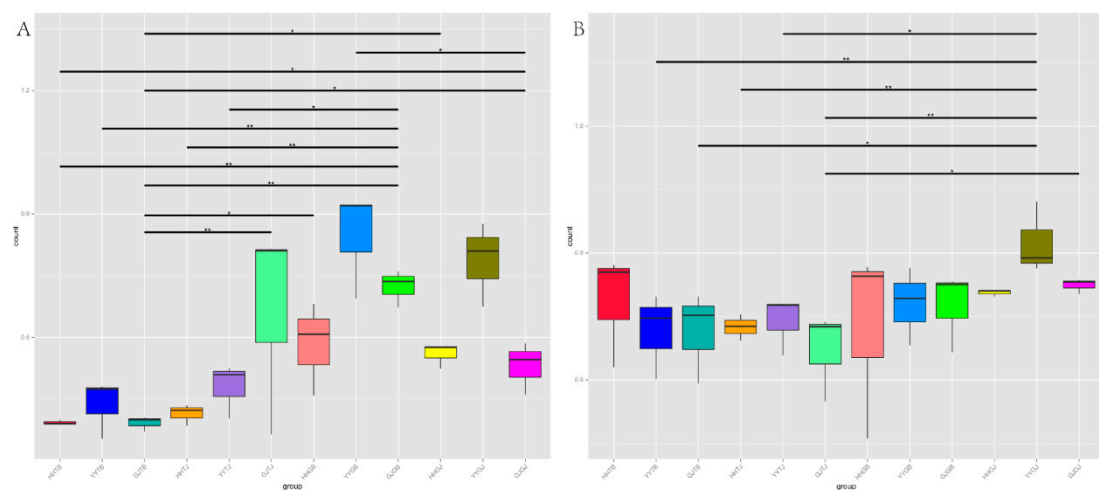 A
*
*
*
*
1.2
*
**
**
**
**
*
**
0.9
0.6
count
HHTB YYTB GJTB HHTJ YYTJ GJTJ HHGB YYGB GJGB HHGJ YYGJ GJGJ
group
B
*
**
**
**
*
*
1.0
0.8
0.6
count
HHTB YYTB GJTB HHTJ YYTJ GJTJ HHGB YYGB GJGB HHGJ YYGJ GJGJ
group